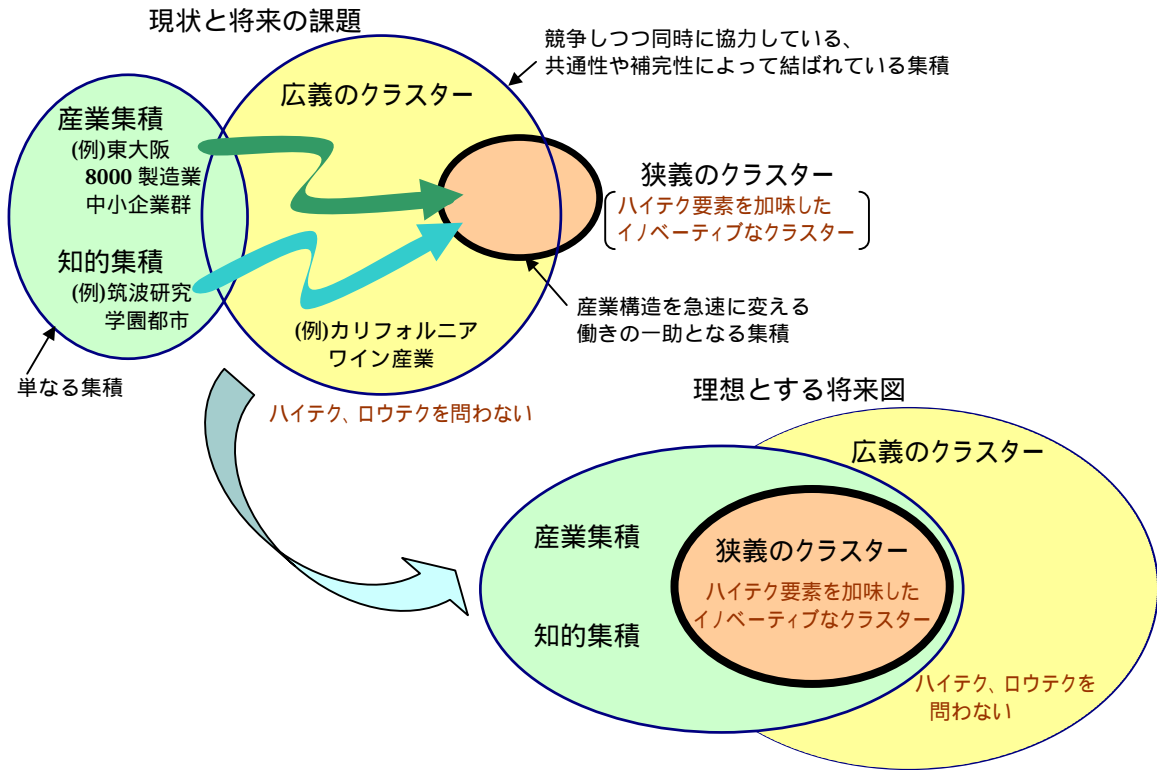 現状と将来の課題
競争しつつ同時に協力している、
共通性や補完性によって結ばれている集積
広義のクラスター
産業集積
(例)東大阪
8000 製造業
中小企業群
狭義のクラスター
ハイテク要素を加味した
イノベーティブなクラスター
知的集積
(例)筑波研究
学園都市
産業構造を急速に変える
働きの一助となる集積
(例)カリフォルニア
ワイン産業
単なる集積
ハイテク、ロウテクを問わない
理想とする将来図
広義のクラスター
産業集積
狭義のクラスター
ハイテク要素を加味した
イノベーティブなクラスター
知的集積
ハイテク、ロウテクを
問わない